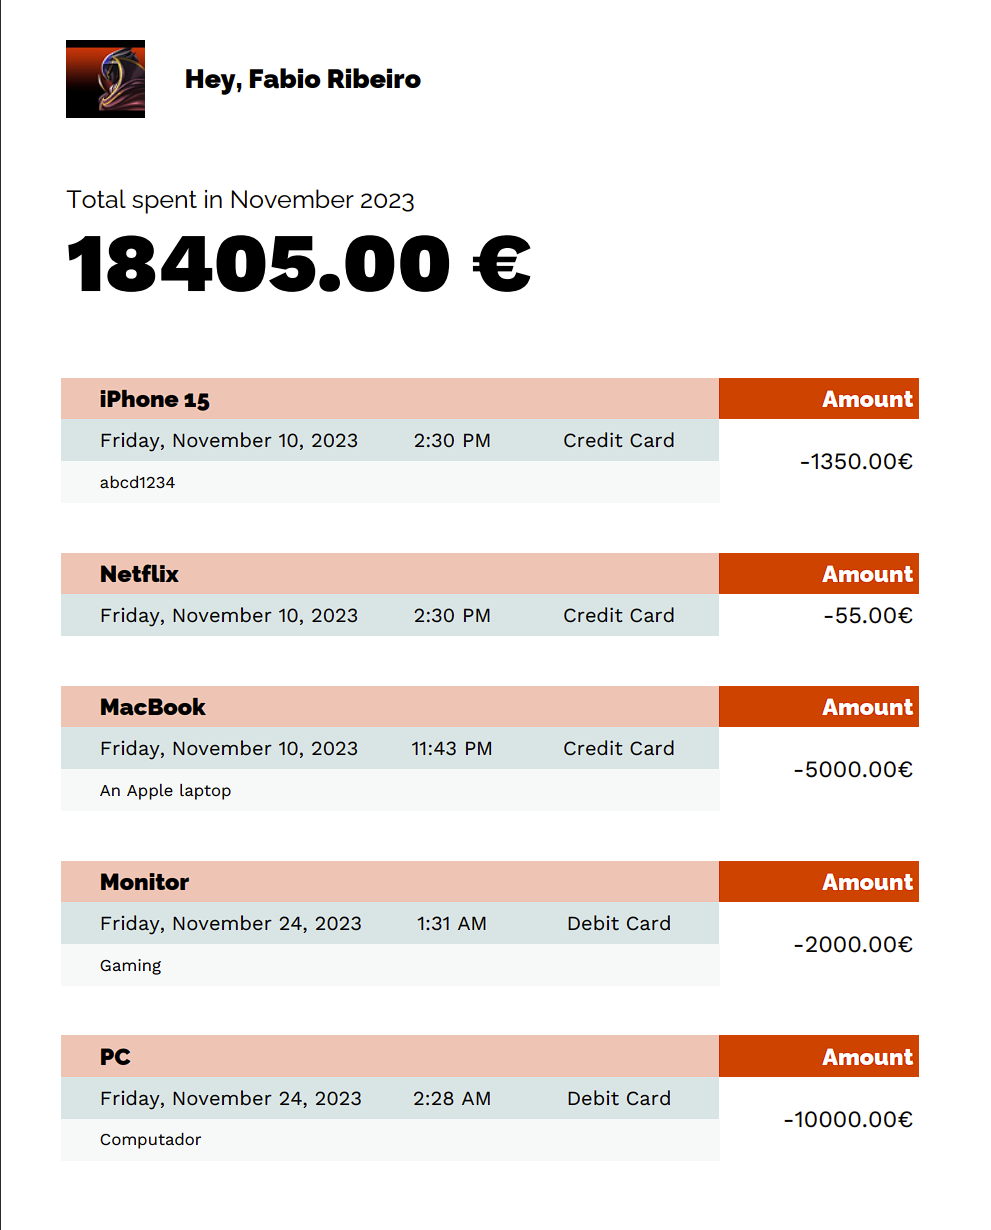 Hey, Fabio Ribeiro
Total spent in November 2023
18405.00 €
iPhone 15 Amount
Friday, November 10, 2023 2:30 PM Credit Card
-1350.00€
abcd1234
Netflix Amount
Friday, November 10, 2023 2:30 PM Credit Card -55.00€
MacBook Amount
Friday, November 10, 2023 11:43 PM Credit Card
-5000.00€
An Apple laptop
Monitor Amount
Friday, November 24, 2023 1:31 AM Debit Card
-2000.00€
Gaming
PC Amount
Friday, November 24, 2023 2:28 AM Debit Card
-10000.00€
Computador